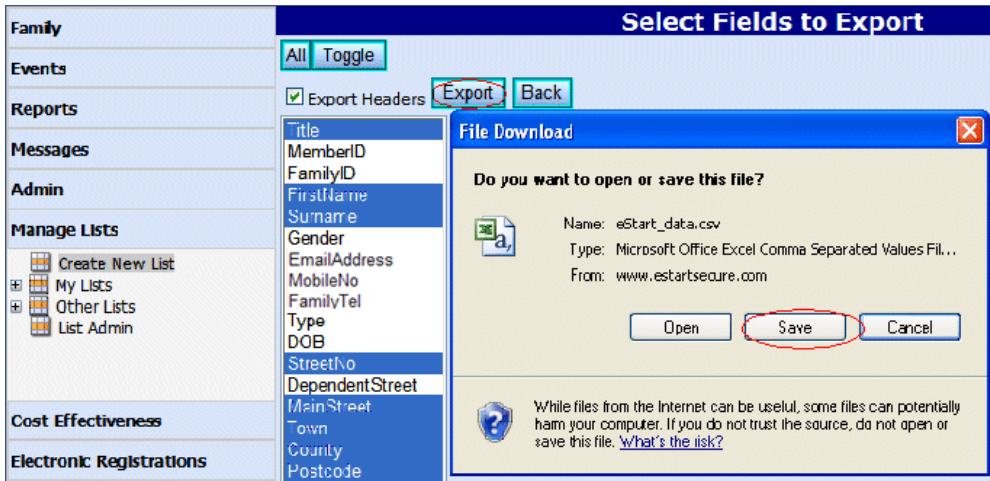 Family
Events
Reports
Messages
Admin
Manage Lists
Create New List
My Lists
Other Lists
List Admin
Cost Effectiveness
Electronic Registrations
Select Fields to Export
All Toggle
Export Headers Export Back
Title
MemberID
FamilyID
FirstName
Surname
Gender
EmailAddress
MobileNo
FamilyTel
Type
DOB
StreetNo
DependentStreet
MainStreet
Town
County
Postcode
File Download
Do you want to open or save this file?
Name: eStart_data.csv
Type: Microsoft Office Excel Comma Separated Values Fil...
From: www.estartsecure.com
Open Save Cancel
While files from the Internet can be useful, some files can potentially
harm your computer. If you do not trust the source, do not open or
save this file. What's the risk?